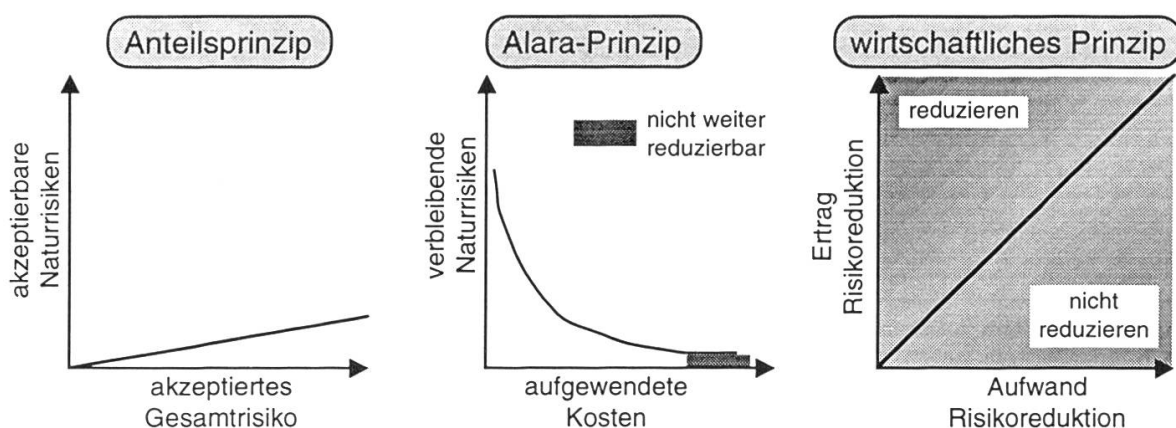 Anteilsprinzip
akzeptierbare
Naturrisiken
akzeptiertes
Gesamtrisiko
Alara-Prinzip
verbleibende
Naturrisiken
nicht weiter
reduzierbar
aufgewendete
Kosten
wirtschaftliches Prinzip
Ertrag
Risikoreduktion
reduzieren
nicht
reduzieren
Aufwand
Risikoreduktion